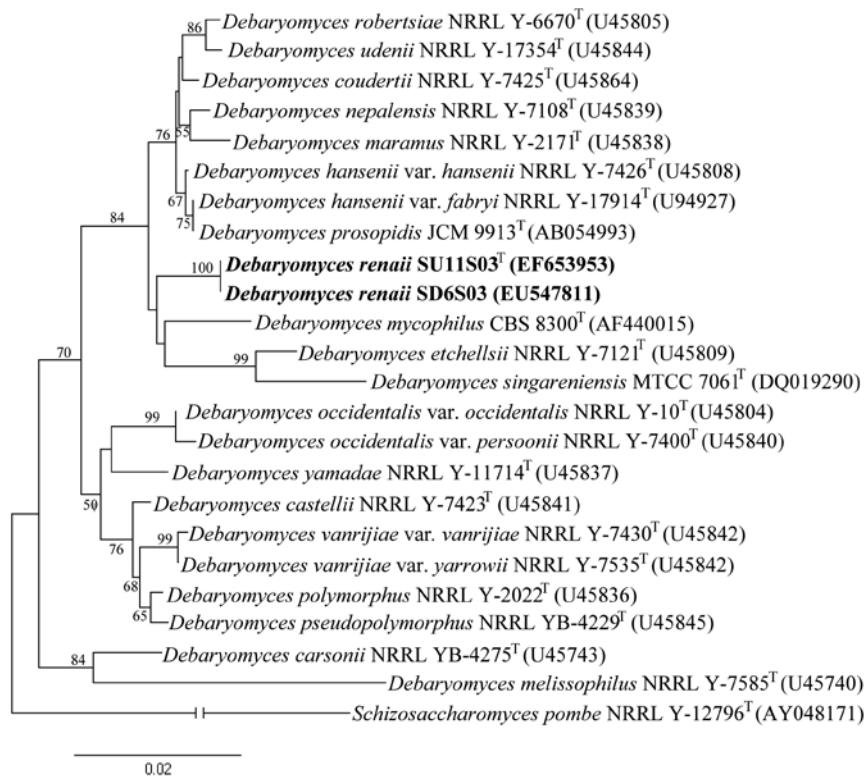 86 Debaryomyces robertsiae NRRL Y-6670T (U45805)
Debaryomyces udenii NRRL Y-17354T (U45844)
Debaryomyces coudertii NRRL Y-7425T (U45864)
Debaryomyces nepalensis NRRL Y-7108T (U45839)
76 55 Debaryomyces maramus NRRL Y-2171T (U45838)
Debaryomyces hansenii var. hansenii NRRL Y-7426T (U45808)
67 Debaryomyces hansenii var. fabryi NRRL Y-17914T (U94927)
84 75 Debaryomyces prosopidis JCM 9913T (AB054993)
100 Debaryomyces renaii SU11S03T (EF653953)
Debaryomyces renaii SD6S03 (EU547811)
Debaryomyces mycophilus CBS 8300T (AF440015)
70 99 Debaryomyces etchellsii NRRL Y-7121T (U45809)
Debaryomyces singareniensis MTCC 7061T (DQ019290)
99 Debaryomyces occidentalis var. occidentalis NRRL Y-10T (U45804)
Debaryomyces occidentalis var. persoonii NRRL Y-7400T (U45840)
Debaryomyces yamadae NRRL Y-11714T (U45837)
50 Debaryomyces castellii NRRL Y-7423T (U45841)
76 99 Debaryomyces vanrijiae var. vanrijiae NRRL Y-7430T (U45842)
Debaryomyces vanrijiae var. yarrowii NRRL Y-7535T (U45842)
68 Debaryomyces polymorphus NRRL Y-2022T (U45836)
65 Debaryomyces pseudopolymorphus NRRL YB-4229T (U45845)
84 Debaryomyces carsonii NRRL YB-4275T (U45743)
Debaryomyces melissophilus NRRL Y-7585T (U45740)
Schizosaccharomyces pombe NRRL Y-12796T (AY048171)
0.02